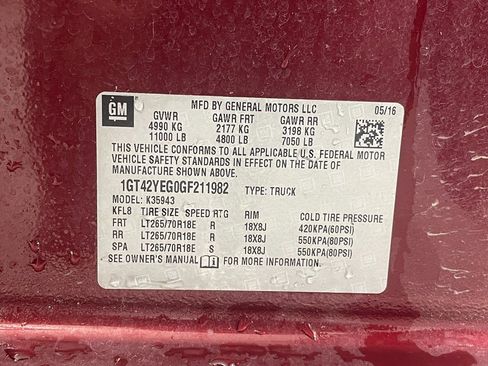 GM
MFD BY GENERAL MOTORS LLC
05/16
GVWR GAWR FRT GAWR RR
4990 KG 2177 KG 3198 KG
11000 LB 4800 LB 7050 LB
THIS VEHICLE CONFORMS TO ALL APPLICABLE U.S. FEDERAL MOTOR
VEHICLE SAFETY STANDARDS IN EFFECT ON THE DATE OF
MANUFACTURE SHOWN ABOVE.
1GT42YEG0GF211982 TYPE: TRUCK
MODEL: K35943
KFL8 TIRE SIZE SPEED RTG RIM COLD TIRE PRESSURE
FRT LT265/70R18E R 18X8J 420KPA(60PSI)
RR LT265/70R18E R 18X8J 550KPA(80PSI)
SPA LT265/70R18E S 18X8J 550KPA(80PSI)
SEE OWNER'S MANUAL FOR MORE INFORMATION.